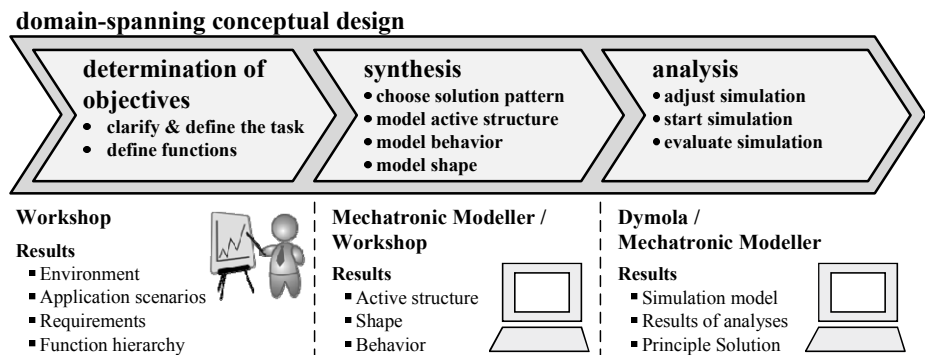 domain-spanning conceptual design
determination of
objectives
• clarify & define the task
• define functions
synthesis
• choose solution pattern
• model active structure
• model behavior
• model shape
analysis
• adjust simulation
• start simulation
• evaluate simulation
Workshop
Results
▪ Environment
▪ Application scenarios
▪ Requirements
▪ Function hierarchy
Mechatronic Modeller /
Workshop
Results
▪ Active structure
▪ Shape
▪ Behavior
Dymola /
Mechatronic Modeller
Results
▪ Simulation model
▪ Results of analyses
▪ Principle Solution